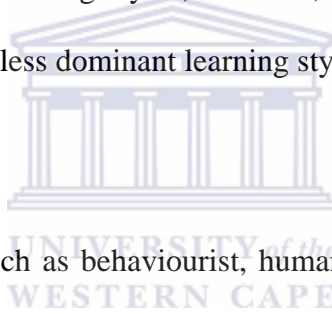 less dominant learning sty
UNIVERSITY of the
ch as behaviourist, human
WESTERN CAPE